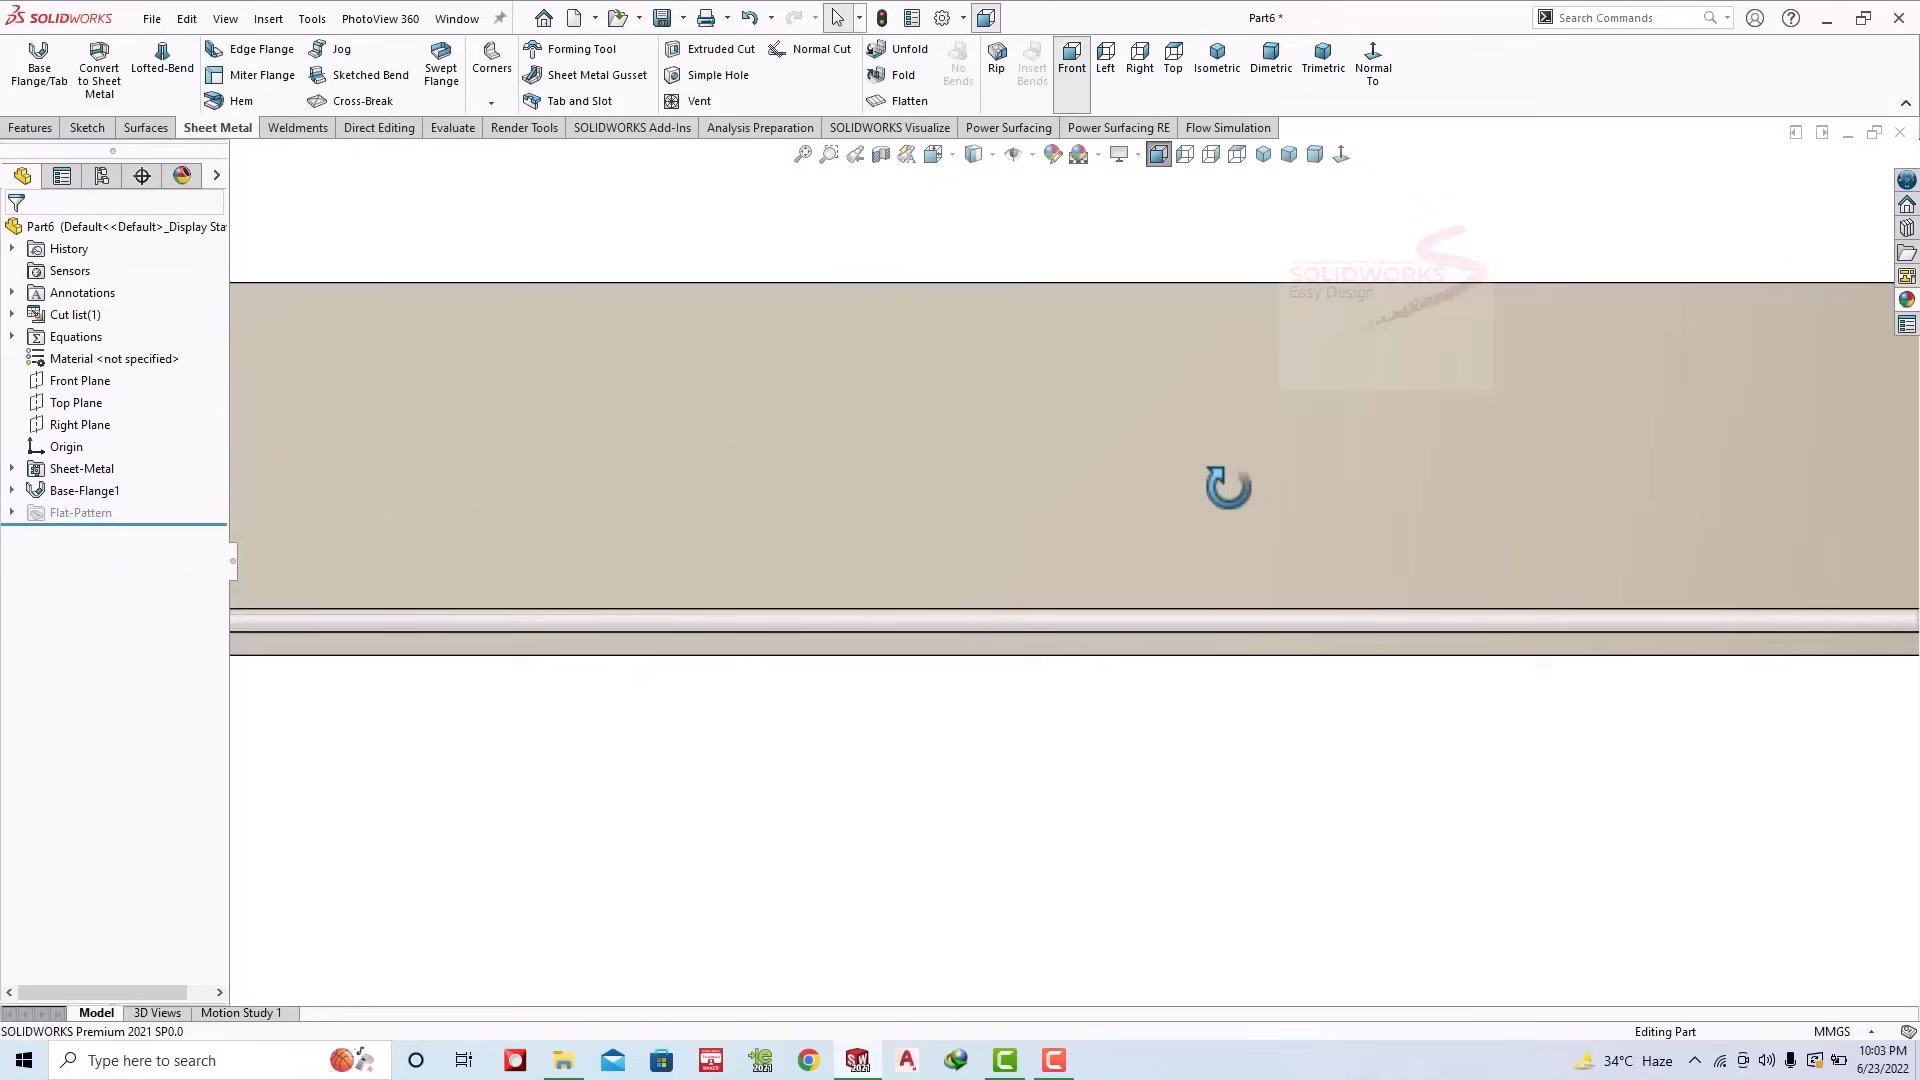 SOLIDWORKS
File Edit View Insert Tools PhotoView 360 Window
Part6 *
Search Commands
Base Flange/Tab
Convert to Sheet Metal
Lofted-Bend
Edge Flange
Miter Flange
Hem
Jog
Sketched Bend
Cross-Break
Swept Flange
Corners
Forming Tool
Sheet Metal Gusset
Tab and Slot
Extruded Cut
Simple Hole
Vent
Normal Cut
Unfold
Fold
Flatten
No Bends
Rip
Insert Bends
Front
Left
Right
Top
Isometric
Dimetric
Trimetric
Normal To
Features Sketch Surfaces Sheet Metal Weldments Direct Editing Evaluate Render Tools SOLIDWORKS Add-Ins Analysis Preparation SOLIDWORKS Visualize Power Surfacing Power Surfacing RE Flow Simulation
Part6 (Default<<Default>_Display Sta
History
Sensors
Annotations
Cut list(1)
Equations
Material <not specified>
Front Plane
Top Plane
Right Plane
Origin
Sheet-Metal
Base-Flange1
Flat-Pattern
SOLIDWORKS
Easy Design
Model 3D Views Motion Study 1
SOLIDWORKS Premium 2021 SP0.0
Editing Part
MMGS
Type here to search
34°C Haze
10:03 PM
6/23/2022